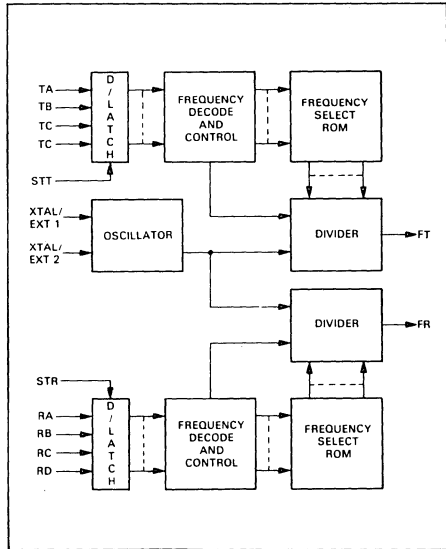 TA
TB
TC
TC
STT
D/LATCH
FREQUENCY
DECODE
AND
CONTROL
FREQUENCY
SELECT
ROM
XTAL/
EXT 1
XTAL/
EXT 2
OSCILLATOR
DIVIDER
FT
DIVIDER
FR
STR
RA
RB
RC
RD
D/LATCH
FREQUENCY
DECODE
AND
CONTROL
FREQUENCY
SELECT
ROM